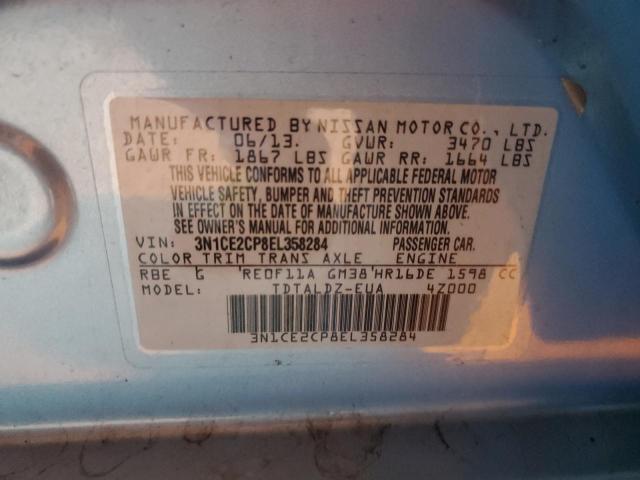 MANUFACTURED BY NISSAN MOTOR CO., LTD.
DATE: 06/13. GVWR: 3470 LBS
GAWR FR: 1867 LBS GAWR RR: 1664 LBS
THIS VEHICLE CONFORMS TO ALL APPLICABLE FEDERAL MOTOR
VEHICLE SAFETY, BUMPER AND THEFT PREVENTION STANDARDS
IN EFFECT ON THE DATE OF MANUFACTURE SHOWN ABOVE.
SEE OWNER'S MANUAL FOR ADDITIONAL INFORMATION.
VIN: 3N1CE2CP8EL358284 PASSENGER CAR.
COLOR TRIM TRANS AXLE ENGINE
RBE G RE0F11A GM38 HR16DE 1598 CC
MODEL: TDTALDZ-EUA 4Z000
3N1CE2CP8EL358284